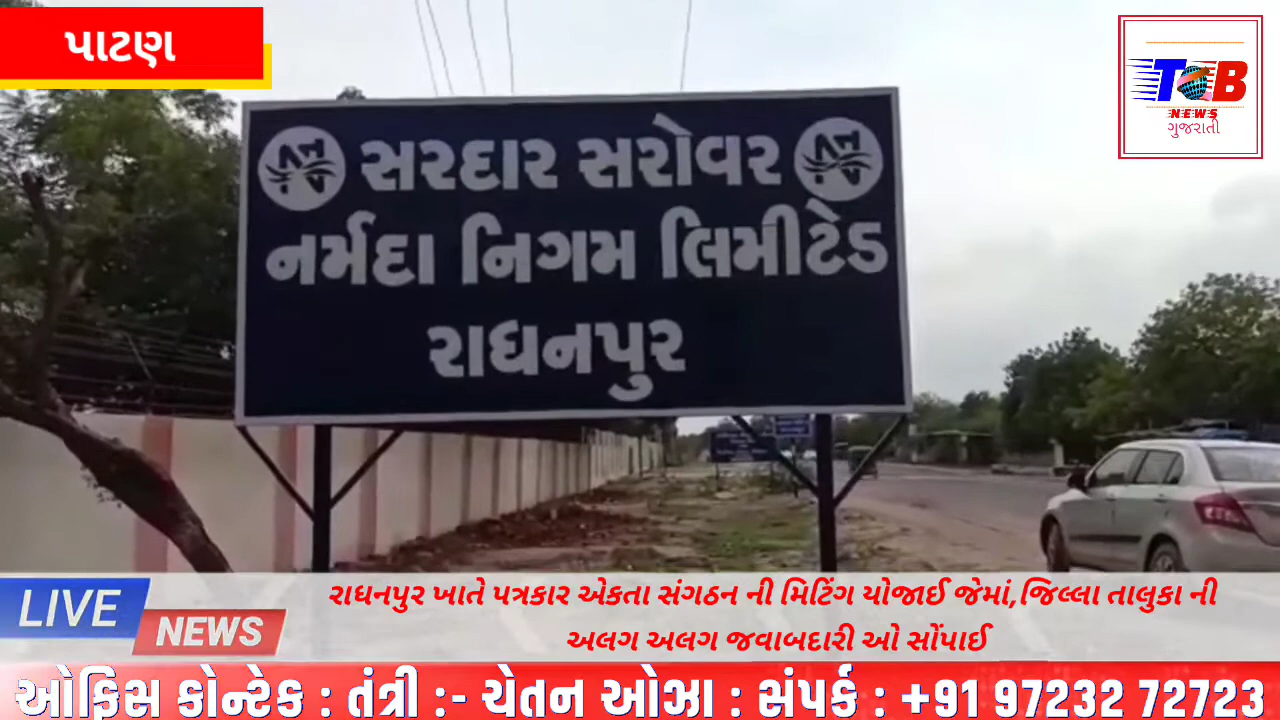 પાટણ
TCB
NEWS
ગુજરાતી
સરદાર સરોવર
નર્મદા નિગમ લિમીટેડ
રાધનપુર
LIVE
NEWS
રાધનપુર ખાતે પત્રકાર એકતા સંગઠન ની મિટિંગ યોજાઈ જેમાં,જિલ્લા તાલુકા ની
અલગ અલગ જવાબદારી ઓ સોંપાઈ
ઓફિસ કોન્ટેક : તંત્રી :- ચેતન ઓઝા : સંપર્ક : +91 97232 72723